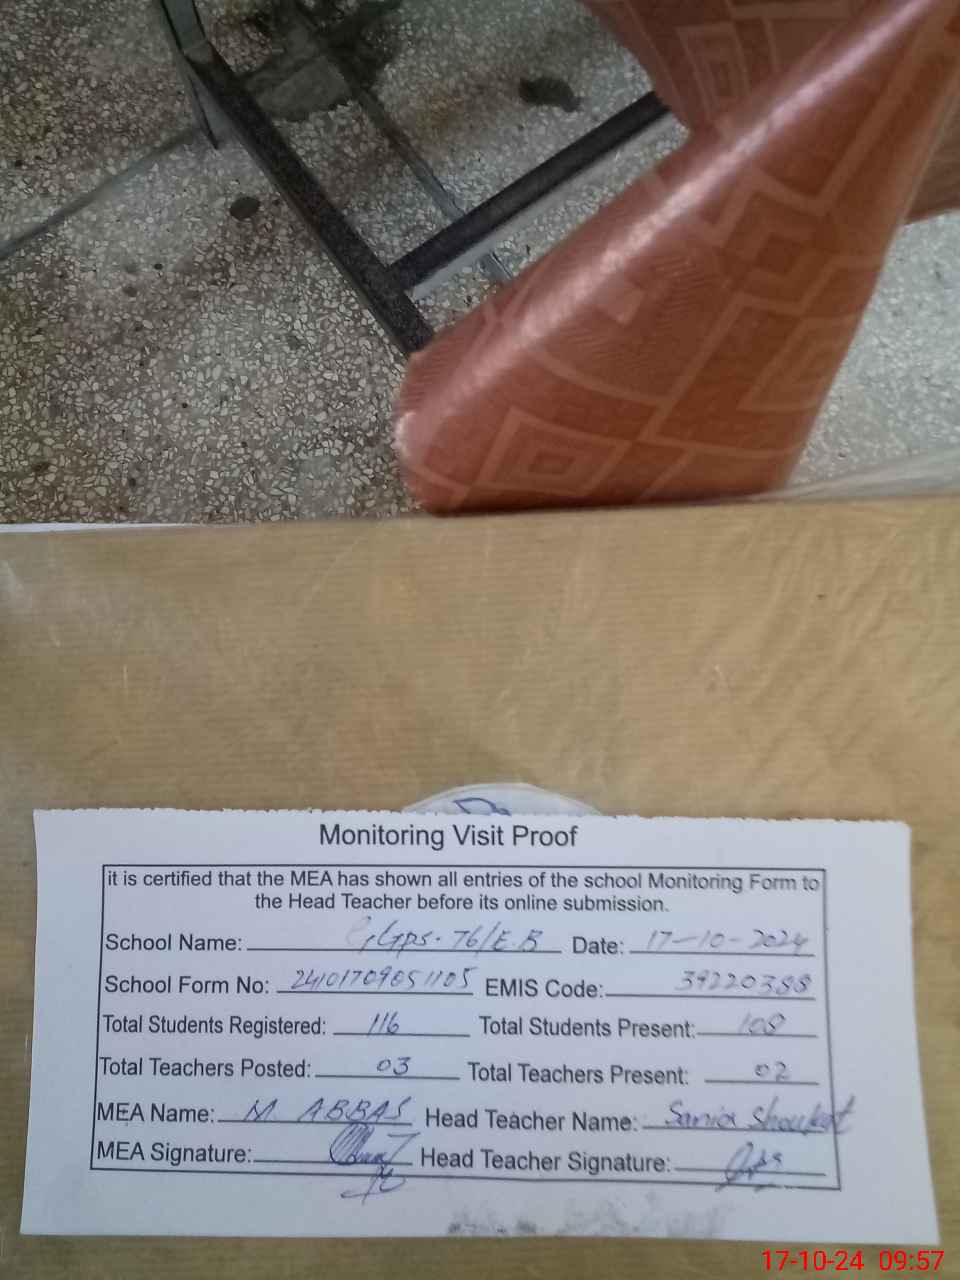 Monitoring Visit Proof
it is certified that the MEA has shown all entries of the school Monitoring Form to
the Head Teacher before its online submission.
School Name: GGPS. 76/E.B Date: 17-10-2024
School Form No: 24101709051105 EMIS Code: 39220388
Total Students Registered: 116 Total Students Present: 108
Total Teachers Posted: 03 Total Teachers Present: 02
MEA Name: M ABBAS Head Teacher Name: Sania Shoukat
MEA Signature: Head Teacher Signature:
17-10-24 09:57